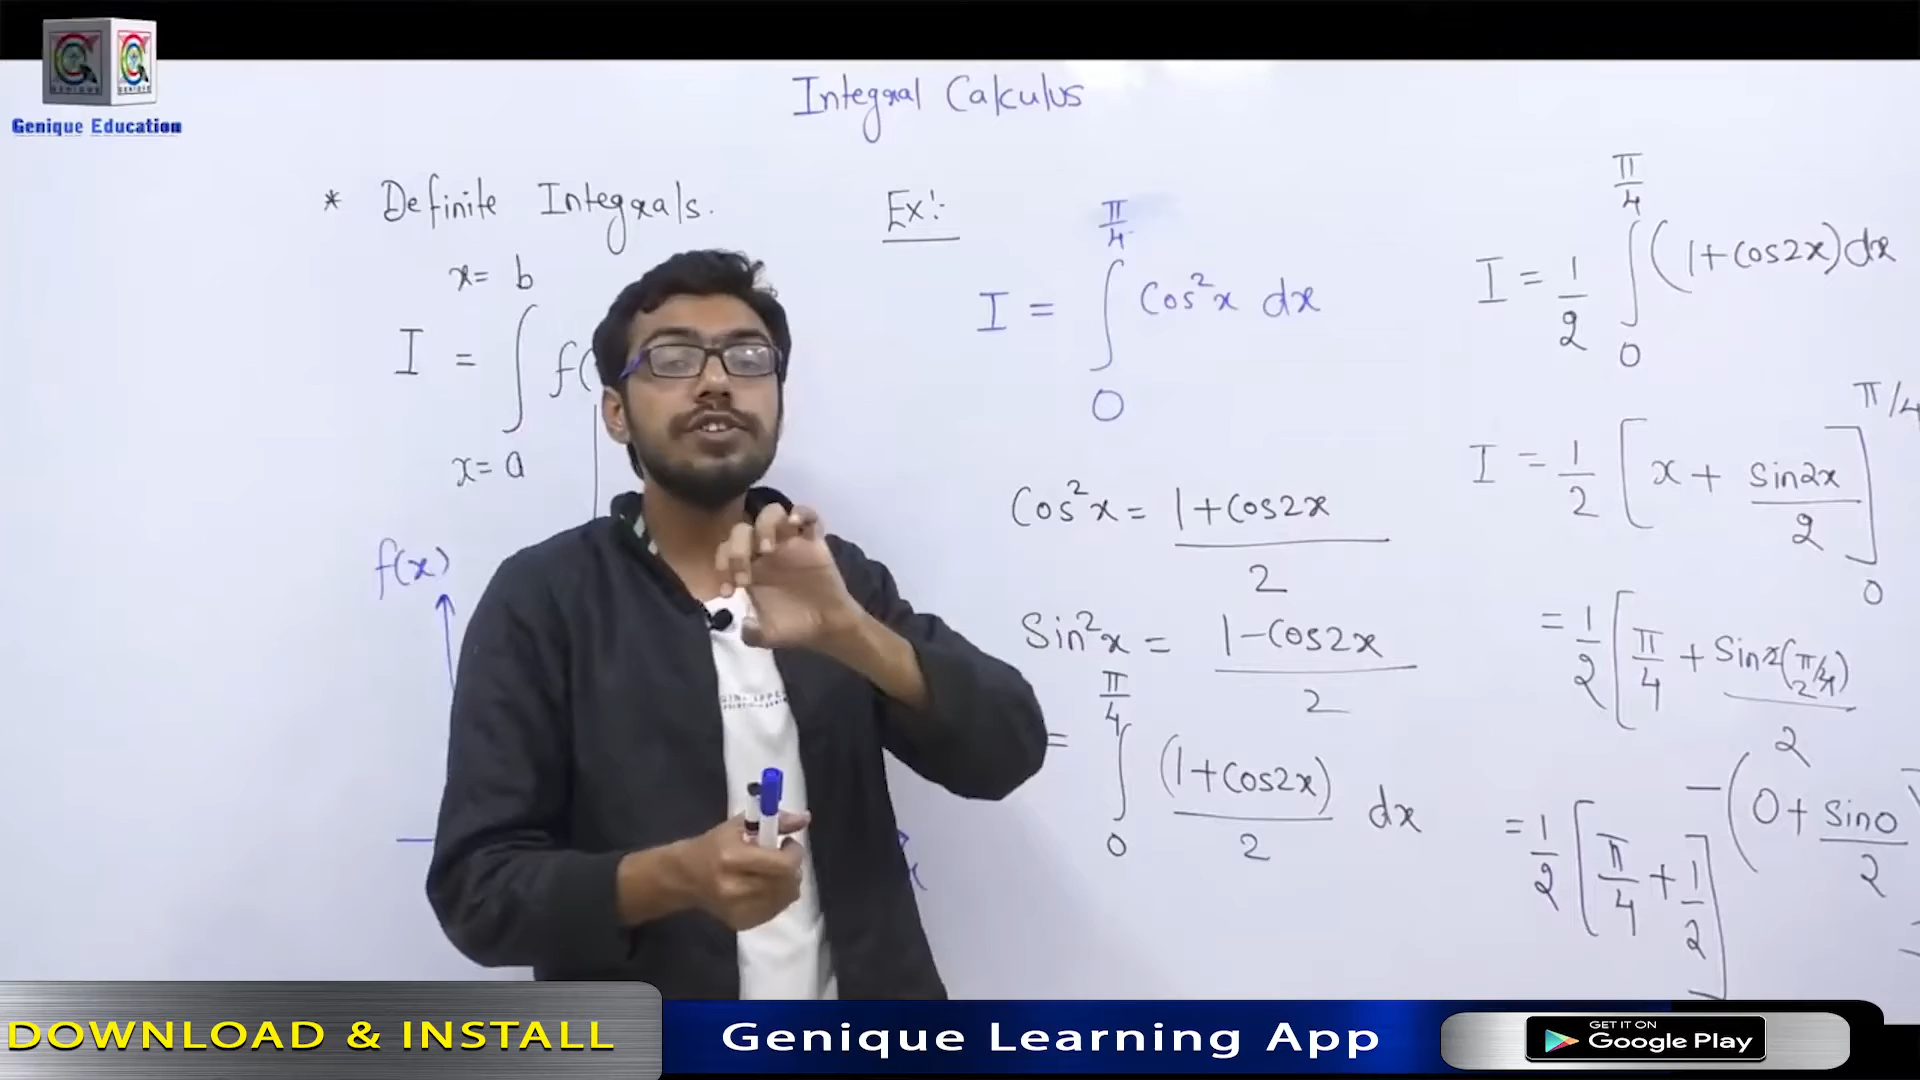 GENIQUE GENIQUE
Genique Education
Integral Calculus
* Definite Integrals.
x = b
I = ∫ f(
x = a
f(x)
x
Ex:-
I = ∫₀^(π/4) Cos²x dx
Cos²x = (1+Cos2x)/2
Sin²x = (1-Cos2x)/2
= ∫₀^(π/4) (1+Cos2x)/2 dx
I = 1/2 ∫₀^(π/4) (1+Cos2x)dx
I = 1/2 [x + Sin2x/2]₀^(π/4)
= 1/2 [π/4 + Sin2(π/4)/2
- (0 + Sin0/2
= 1/2 [π/4 + 1/2]
DOWNLOAD & INSTALL
Genique Learning App
GET IT ON
Google Play